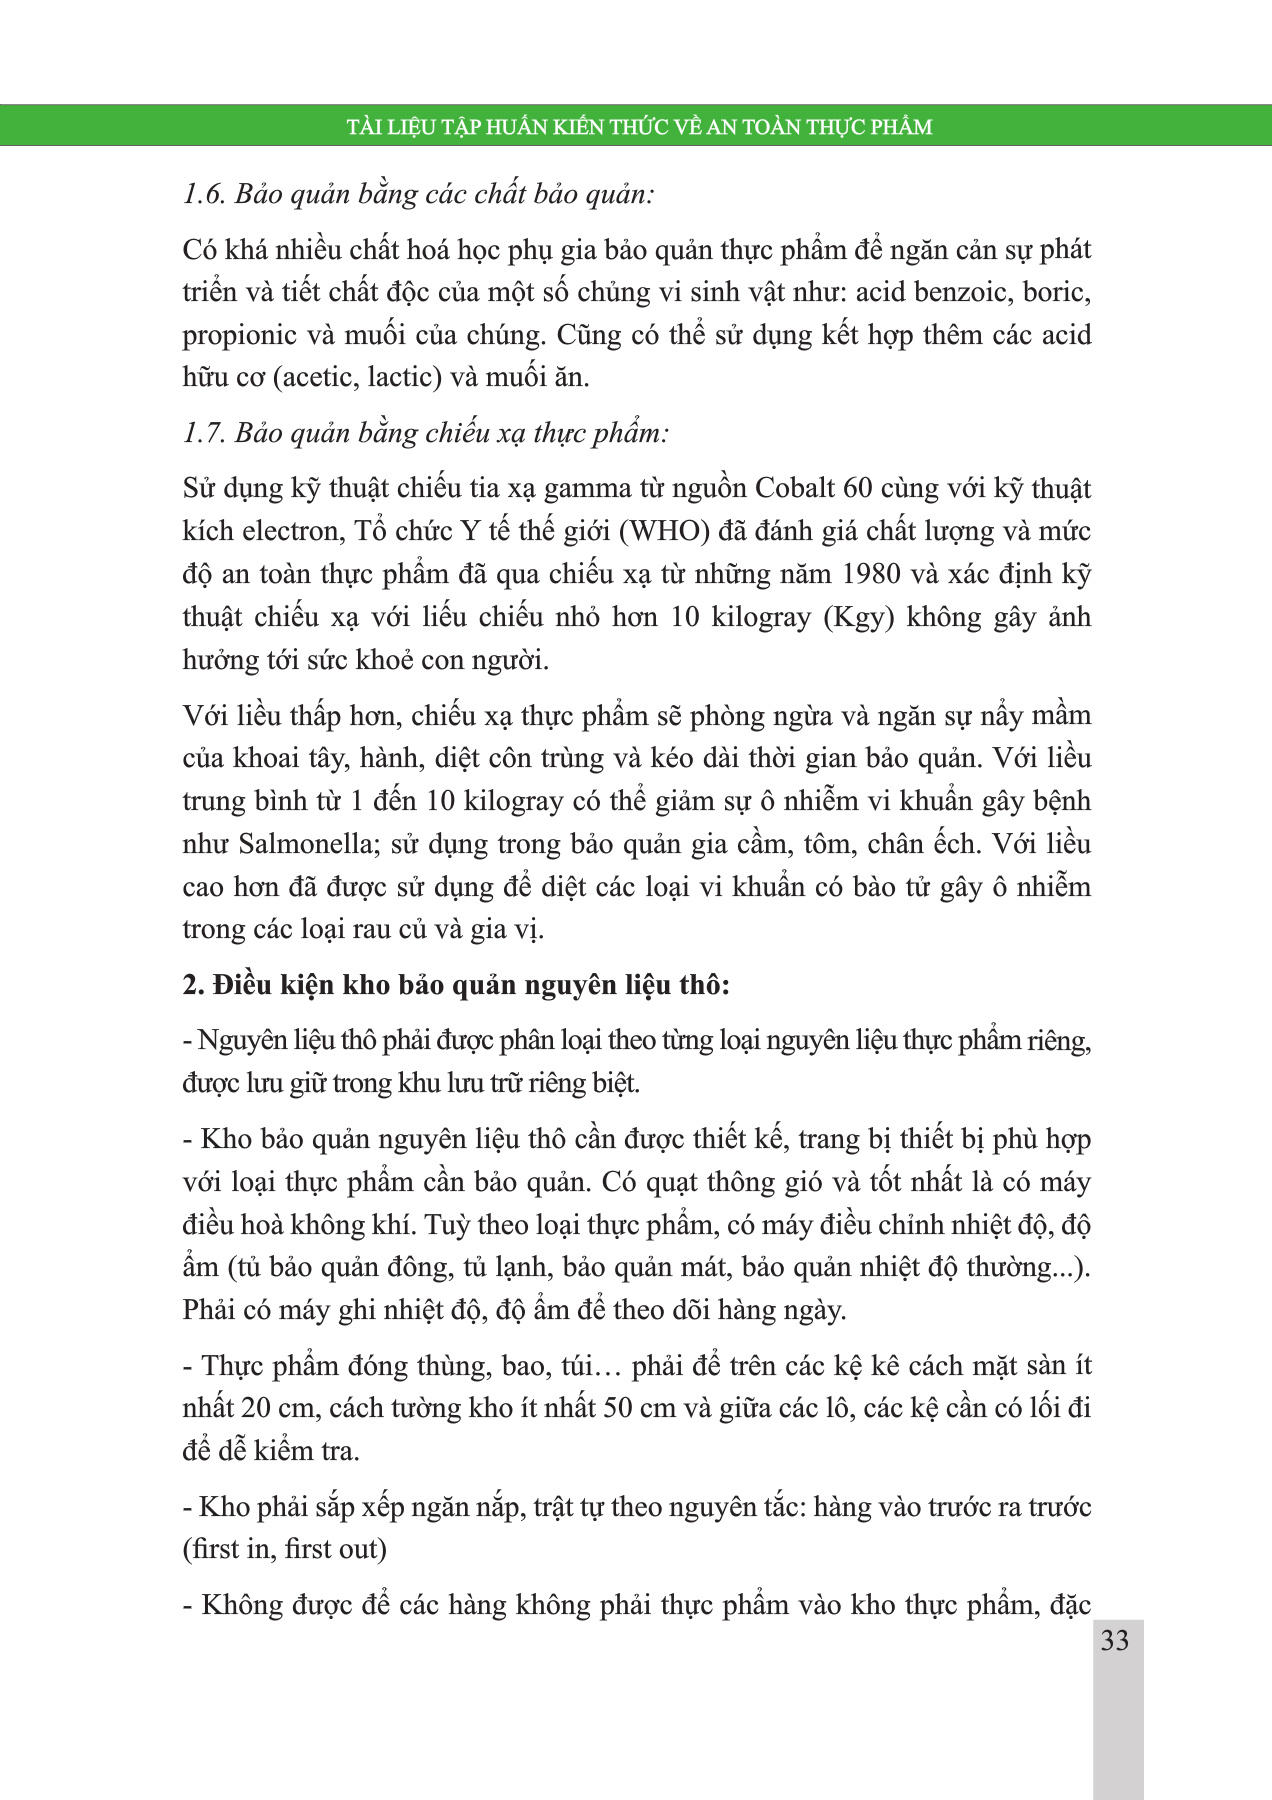 TÀI LIỆU TẬP HUẤN KIẾN THỨC VỀ AN TOÀN THỰC PHẨM
1.6. Bảo quản bằng các chất bảo quản:
Có khá nhiều chất hoá học phụ gia bảo quản thực phẩm để ngăn cản sự phát
triển và tiết chất độc của một số chủng vi sinh vật như: acid benzoic, boric,
propionic và muối của chúng. Cũng có thể sử dụng kết hợp thêm các acid
hữu cơ (acetic, lactic) và muối ăn.
1.7. Bảo quản bằng chiếu xạ thực phẩm:
Sử dụng kỹ thuật chiếu tia xạ gamma từ nguồn Cobalt 60 cùng với kỹ thuật
kích electron, Tổ chức Y tế thế giới (WHO) đã đánh giá chất lượng và mức
độ an toàn thực phẩm đã qua chiếu xạ từ những năm 1980 và xác định kỹ
thuật chiếu xạ với liếu chiếu nhỏ hơn 10 kilogray (Kgy) không gây ảnh
hưởng tới sức khoẻ con người.
Với liều thấp hơn, chiếu xạ thực phẩm sẽ phòng ngừa và ngăn sự nẩy mầm
của khoai tây, hành, diệt côn trùng và kéo dài thời gian bảo quản. Với liều
trung bình từ 1 đến 10 kilogray có thể giảm sự ô nhiễm vi khuẩn gây bệnh
như Salmonella; sử dụng trong bảo quản gia cầm, tôm, chân ếch. Với liều
cao hơn đã được sử dụng để diệt các loại vi khuẩn có bào tử gây ô nhiễm
trong các loại rau củ và gia vị.
2. Điều kiện kho bảo quản nguyên liệu thô:
- Nguyên liệu thô phải được phân loại theo từng loại nguyên liệu thực phẩm riêng,
được lưu giữ trong khu lưu trữ riêng biệt.
- Kho bảo quản nguyên liệu thô cần được thiết kế, trang bị thiết bị phù hợp
với loại thực phẩm cần bảo quản. Có quạt thông gió và tốt nhất là có máy
điều hoà không khí. Tuỳ theo loại thực phẩm, có máy điều chỉnh nhiệt độ, độ
ẩm (tủ bảo quản đông, tủ lạnh, bảo quản mát, bảo quản nhiệt độ thường...).
Phải có máy ghi nhiệt độ, độ ẩm để theo dõi hàng ngày.
- Thực phẩm đóng thùng, bao, túi… phải để trên các kệ kê cách mặt sàn ít
nhất 20 cm, cách tường kho ít nhất 50 cm và giữa các lô, các kệ cần có lối đi
để dễ kiểm tra.
- Kho phải sắp xếp ngăn nắp, trật tự theo nguyên tắc: hàng vào trước ra trước
(first in, first out)
- Không được để các hàng không phải thực phẩm vào kho thực phẩm, đặc
33